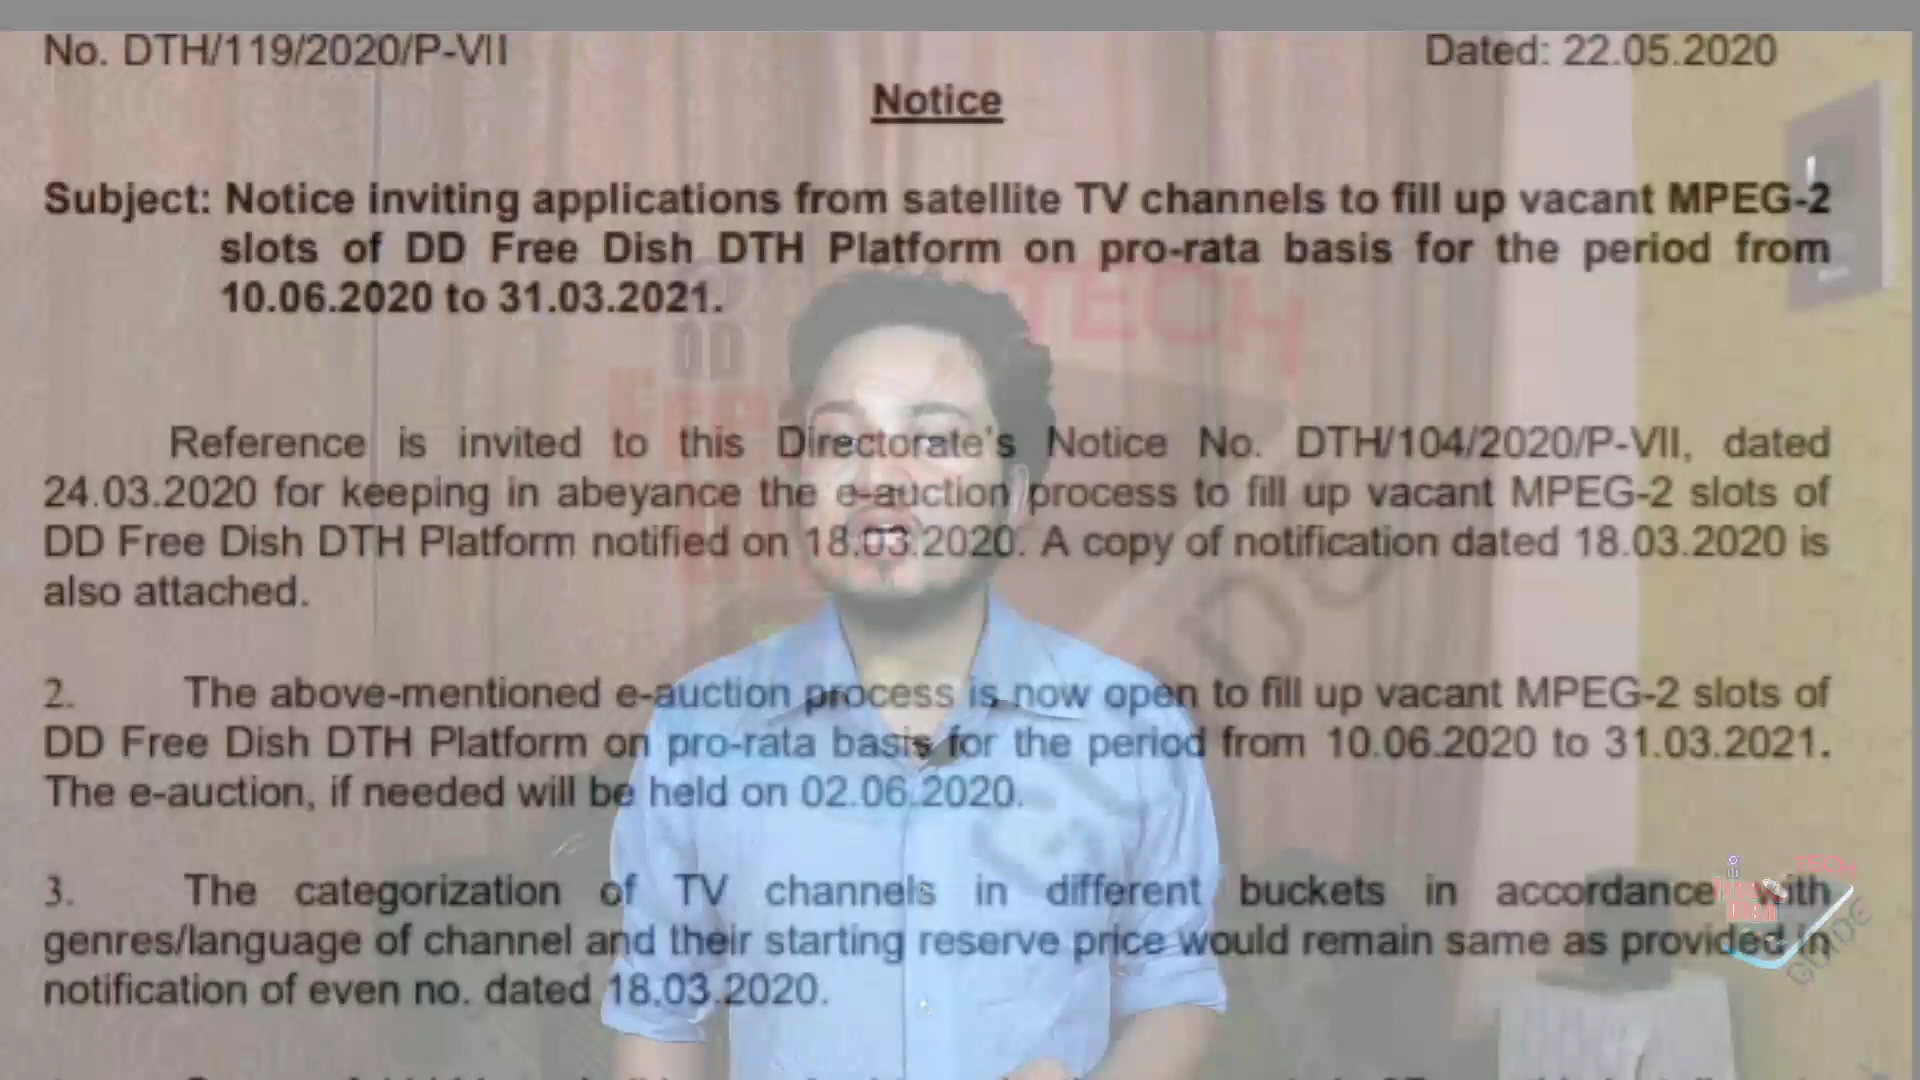 No. DTH/119/2020/P-VII
Dated: 22.05.2020
Notice
Subject: Notice inviting applications from satellite TV channels to fill up vacant MPEG-2
slots of DD Free Dish DTH Platform on pro-rata basis for the period from
10.06.2020 to 31.03.2021.
TECH
DD
Free
GUIDE
Reference is invited to this Directorate's Notice No. DTH/104/2020/P-VII, dated
24.03.2020 for keeping in abeyance the e-auction process to fill up vacant MPEG-2 slots of
DD Free Dish DTH Platform notified on 18.03.2020. A copy of notification dated 18.03.2020 is
also attached.
2. The above-mentioned e-auction process is now open to fill up vacant MPEG-2 slots of
DD Free Dish DTH Platform on pro-rata basis for the period from 10.06.2020 to 31.03.2021.
The e-auction, if needed will be held on 02.06.2020.
3. The categorization of TV channels in different buckets in accordance with
genres/language of channel and their starting reserve price would remain same as provided in
notification of even no. dated 18.03.2020.
TECH
Free
Dish
GUIDE